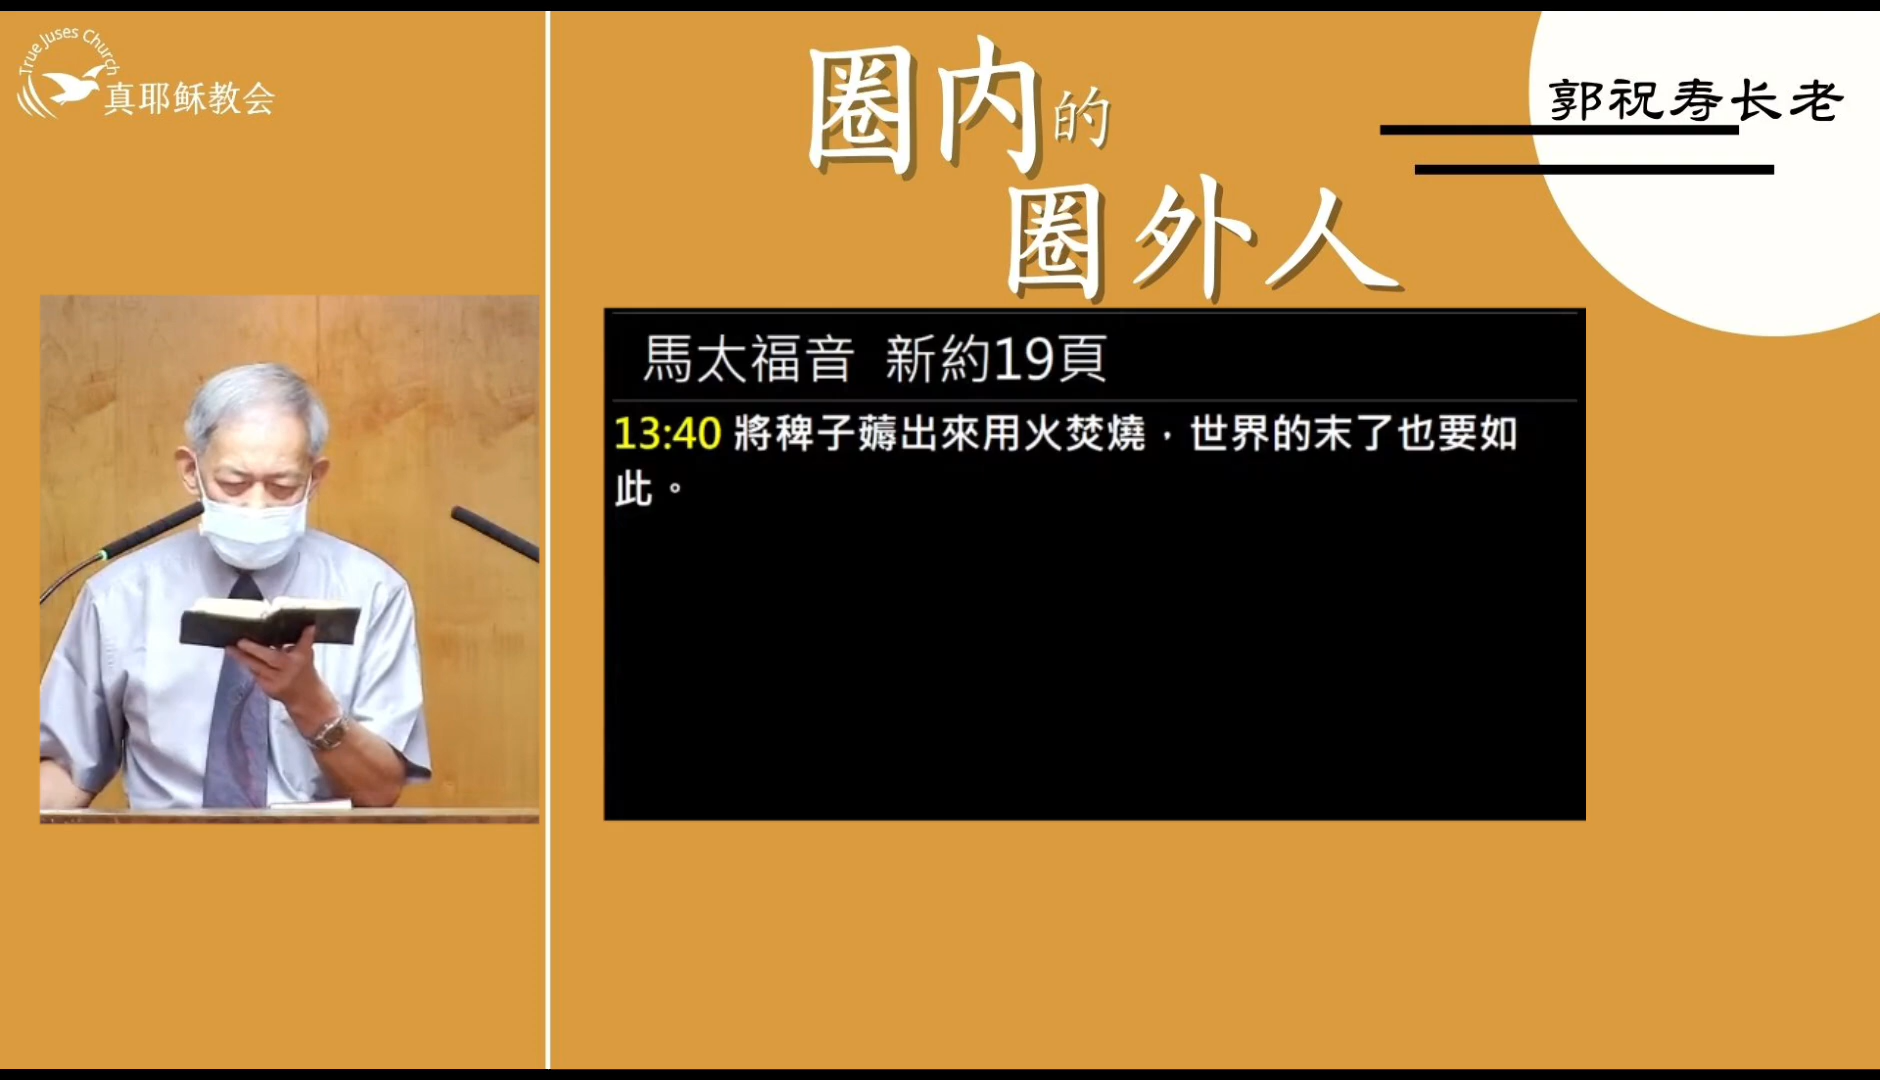 True Juses Church
真耶稣教会
圈内的
圈外人
郭祝寿长老
馬太福音 新約19頁
13:40 將稗子薅出來用火焚燒，世界的末了也要如
此。